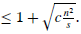 ≤ 1 + √(c n²/s).